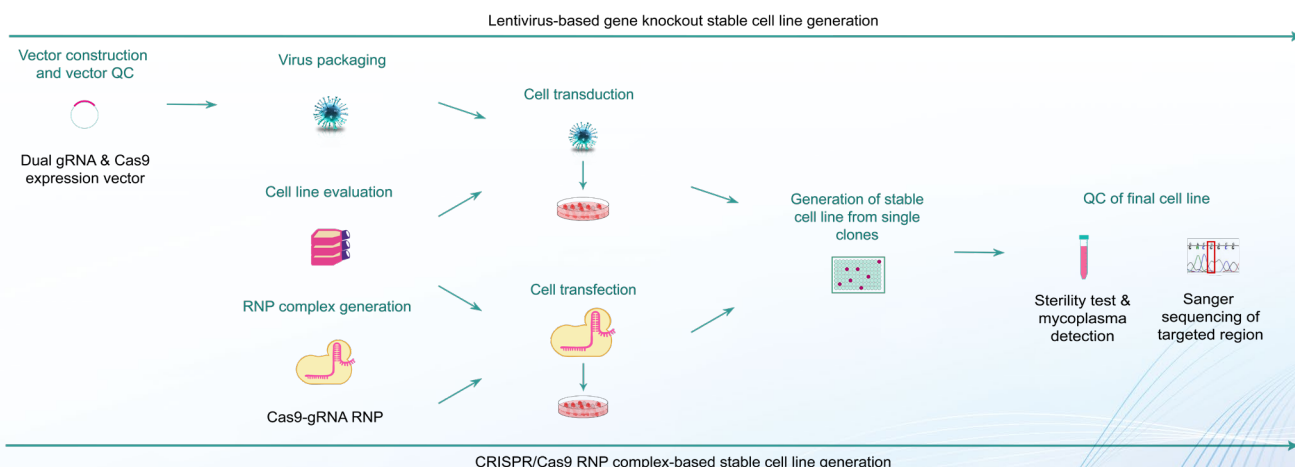 Lentivirus-based gene knockout stable cell line generation
Vector construction
and vector QC
Dual gRNA & Cas9
expression vector
Virus packaging
Cell line evaluation
RNP complex generation
Cas9-gRNA RNP
Cell transduction
Cell transfection
Generation of stable
cell line from single
clones
QC of final cell line
Sterility test &
mycoplasma
detection
Sanger
sequencing of
targeted region
CRISPR/Cas9 RNP complex-based stable cell line generation